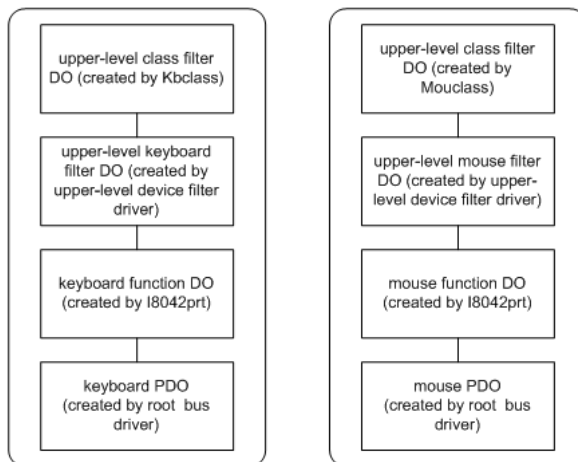 upper-level class filter
DO (created by Kbclass)
upper-level keyboard
filter DO (created by
upper-level device filter
driver)
keyboard function DO
(created by I8042prt)
keyboard PDO
(created by root bus
driver)
upper-level class filter
DO (created by
Mouclass)
upper-level mouse filter
DO (created by upper-
level device filter driver)
mouse function DO
(created by I8042prt)
mouse PDO
(created by root bus
driver)